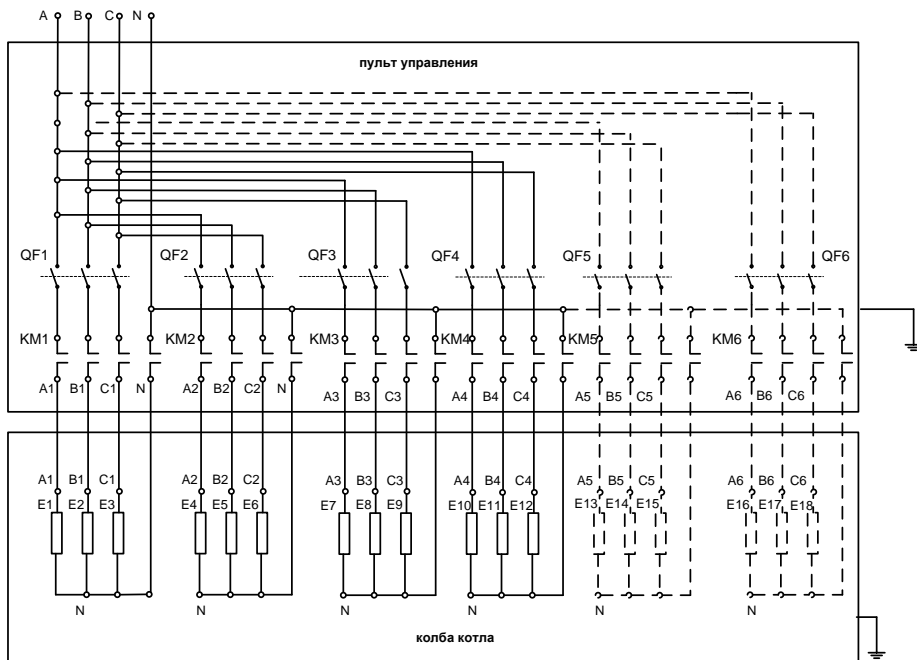 A B C N
пульт управления
QF1 QF2 QF3 QF4 QF5 QF6
KM1 KM2 KM3 KM4 KM5 KM6
A1 B1 C1 N A2 B2 C2 N A3 B3 C3 A4 B4 C4 A5 B5 C5 A6 B6 C6
A1 B1 C1 A2 B2 C2 A3 B3 C3 A4 B4 C4 A5 B5 C5 A6 B6 C6
E1 E2 E3 E4 E5 E6 E7 E8 E9 E10 E11 E12 E13 E14 E15 E16 E17 E18
N N N N N N
колба котла